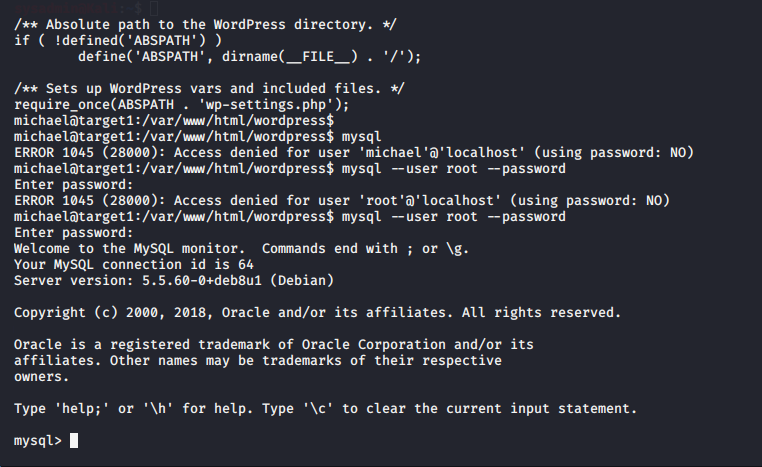 /** Absolute path to the WordPress directory. */
if ( !defined('ABSPATH') )
        define('ABSPATH', dirname(__FILE__) . '/');

/** Sets up WordPress vars and included files. */
require_once(ABSPATH . 'wp-settings.php');
michael@target1:/var/www/html/wordpress$
michael@target1:/var/www/html/wordpress$ mysql
ERROR 1045 (28000): Access denied for user 'michael'@'localhost' (using password: NO)
michael@target1:/var/www/html/wordpress$ mysql --user root --password
Enter password:
ERROR 1045 (28000): Access denied for user 'root'@'localhost' (using password: NO)
michael@target1:/var/www/html/wordpress$ mysql --user root --password
Enter password:
Welcome to the MySQL monitor.  Commands end with ; or \g.
Your MySQL connection id is 64
Server version: 5.5.60-0+deb8u1 (Debian)

Copyright (c) 2000, 2018, Oracle and/or its affiliates. All rights reserved.

Oracle is a registered trademark of Oracle Corporation and/or its
affiliates. Other names may be trademarks of their respective
owners.

Type 'help;' or '\h' for help. Type '\c' to clear the current input statement.

mysql>